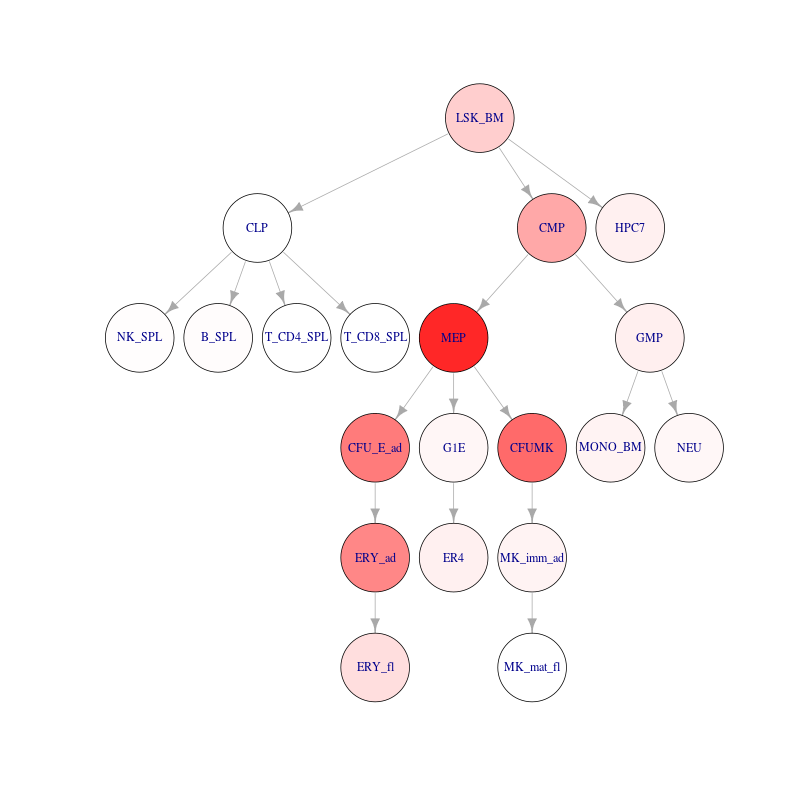 LSK_BM
CLP
CMP
HPC7
NK_SPL
B_SPL
T_CD4_SPL
T_CD8_SPL
MEP
GMP
CFU_E_ad
G1E
CFUMK
MONO_BM
NEU
ERY_ad
ER4
MK_imm_ad
ERY_fl
MK_mat_fl